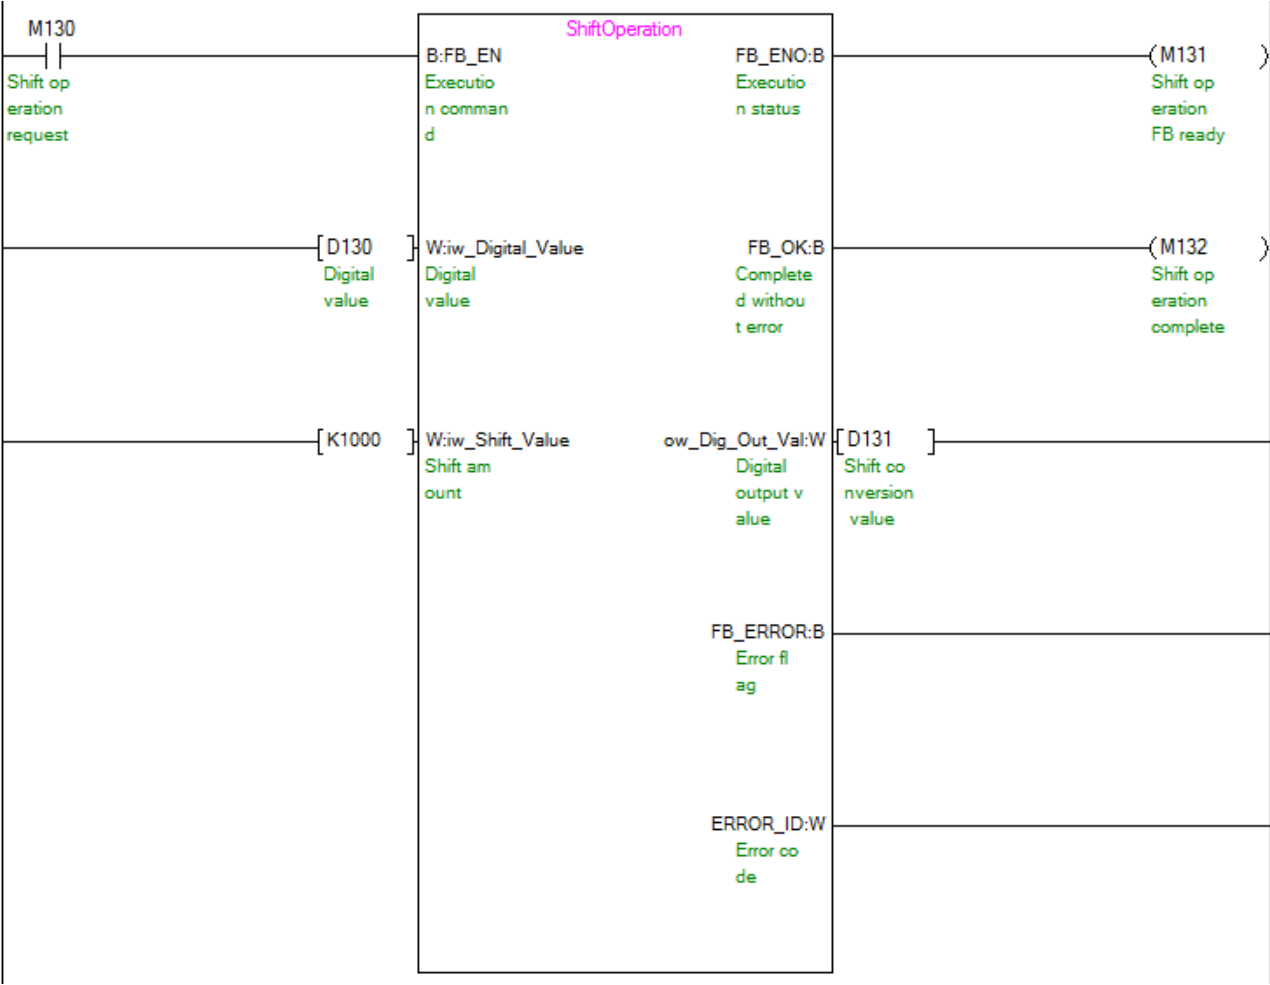 M130
ShiftOperation
B:FB_EN
FB_ENO:B
M131
Shift op
eration
request
Executio
n comman
d
Executio
n status
Shift op
eration
FB ready
D130
W:iw_Digital_Value
FB_OK:B
M132
Digital
value
Digital
value
Complete
d withou
t error
Shift op
eration
complete
K1000
W:iw_Shift_Value
ow_Dig_Out_Val:W
D131
Shift am
ount
Digital
output v
alue
Shift co
nversion
value
FB_ERROR:B
Error fl
ag
ERROR_ID:W
Error co
de